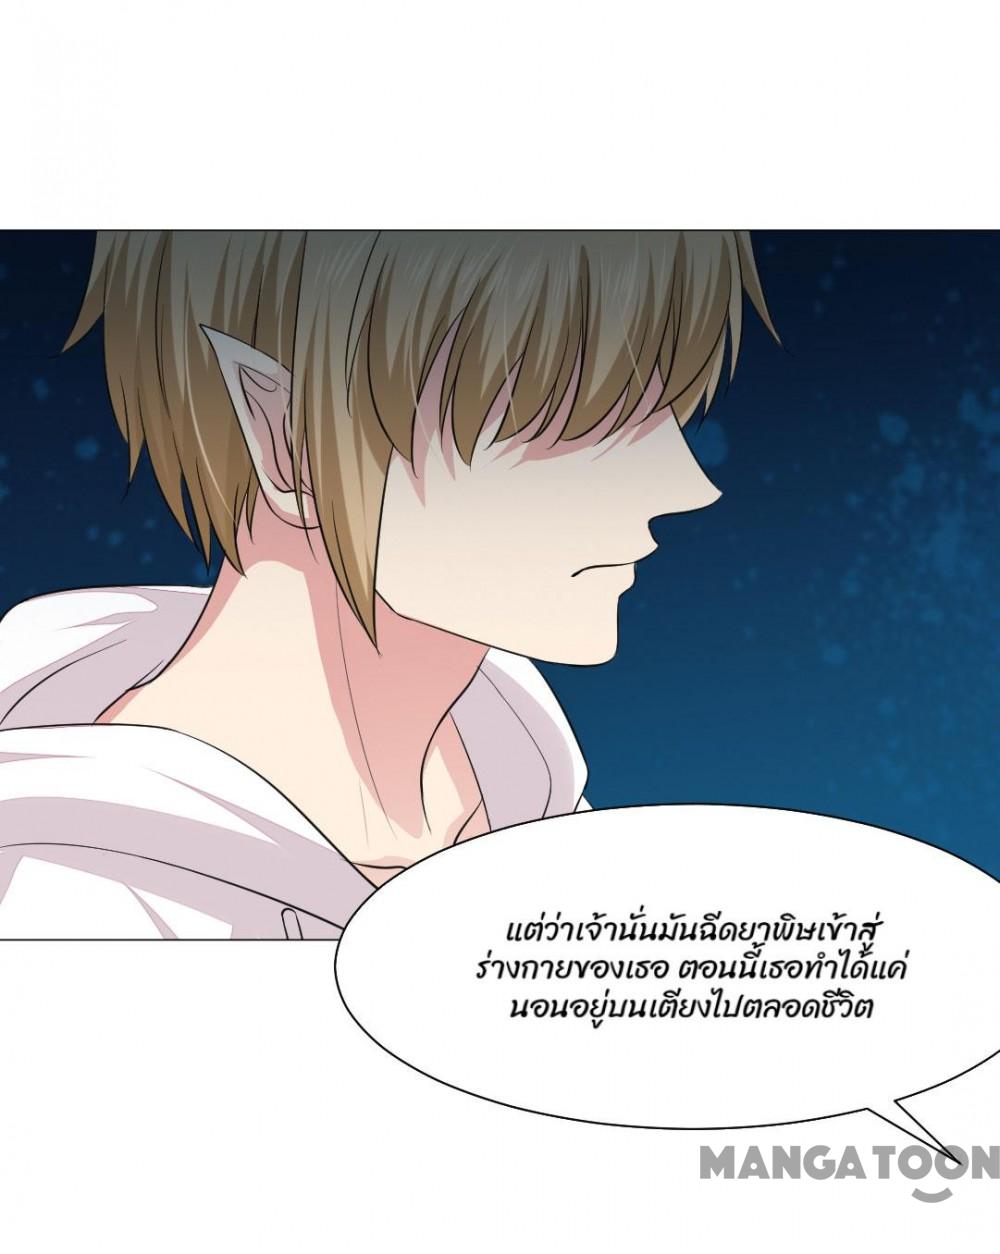 แต่ว่าเจ้านั่นมันฉีดยาพิษเข้าสู่
ร่างกายของเธอ ตอนนี้เธอทำได้แค่
นอนอยู่บนเตียงไปตลอดชีวิต
MANGATOON